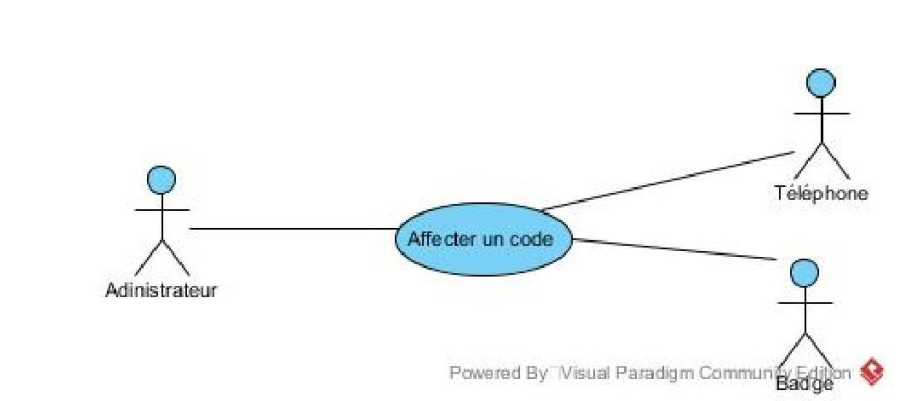 Téléphone
Affecter un code
Adinistrateur
Powered By Visual Paradigm Community Edition
Badge